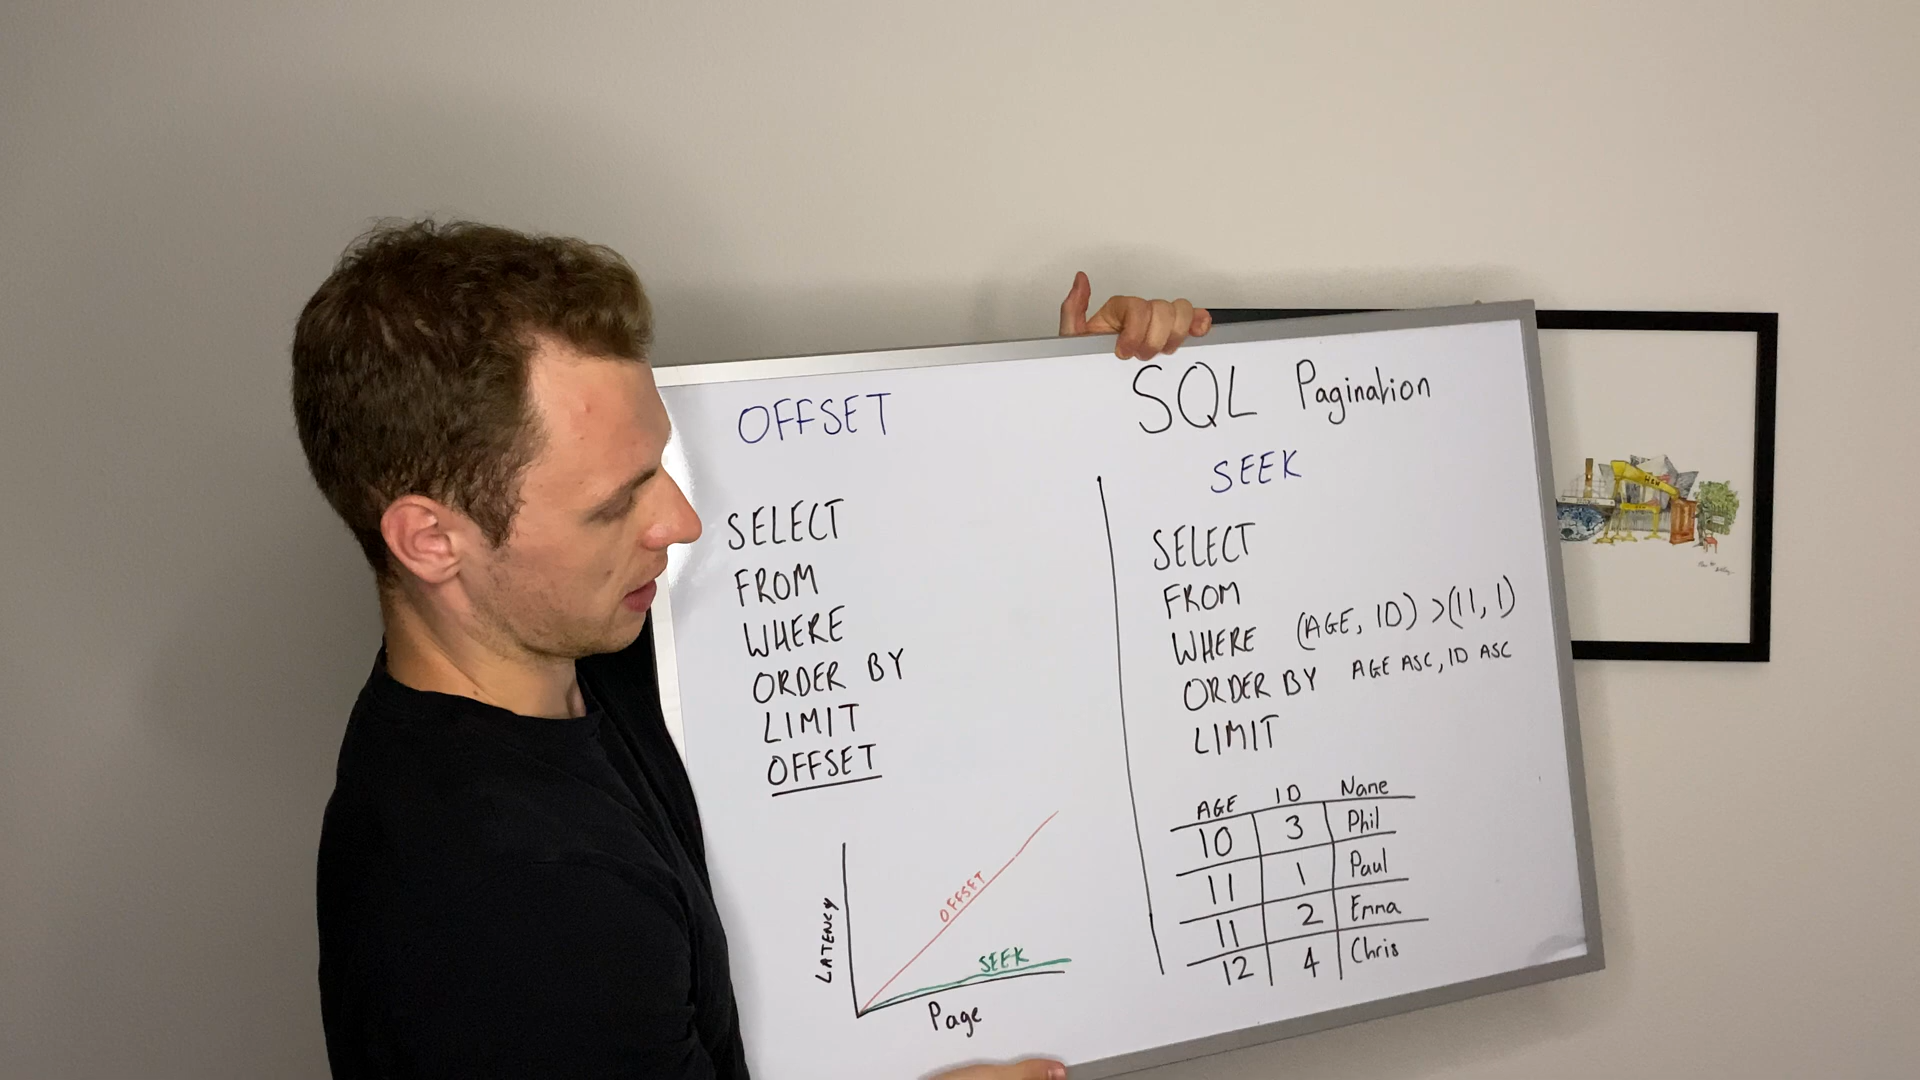 SQL Pagination
OFFSET
SELECT
FROM
WHERE
ORDER BY
LIMIT
OFFSET
LATENCY
OFFSET
SEEK
Page
SEEK
SELECT
FROM
WHERE (AGE, ID) >(11, 1)
ORDER BY AGE ASC, ID ASC
LIMIT
AGE ID Name
10 3 Phil
11 1 Paul
11 2 Emma
12 4 Chris